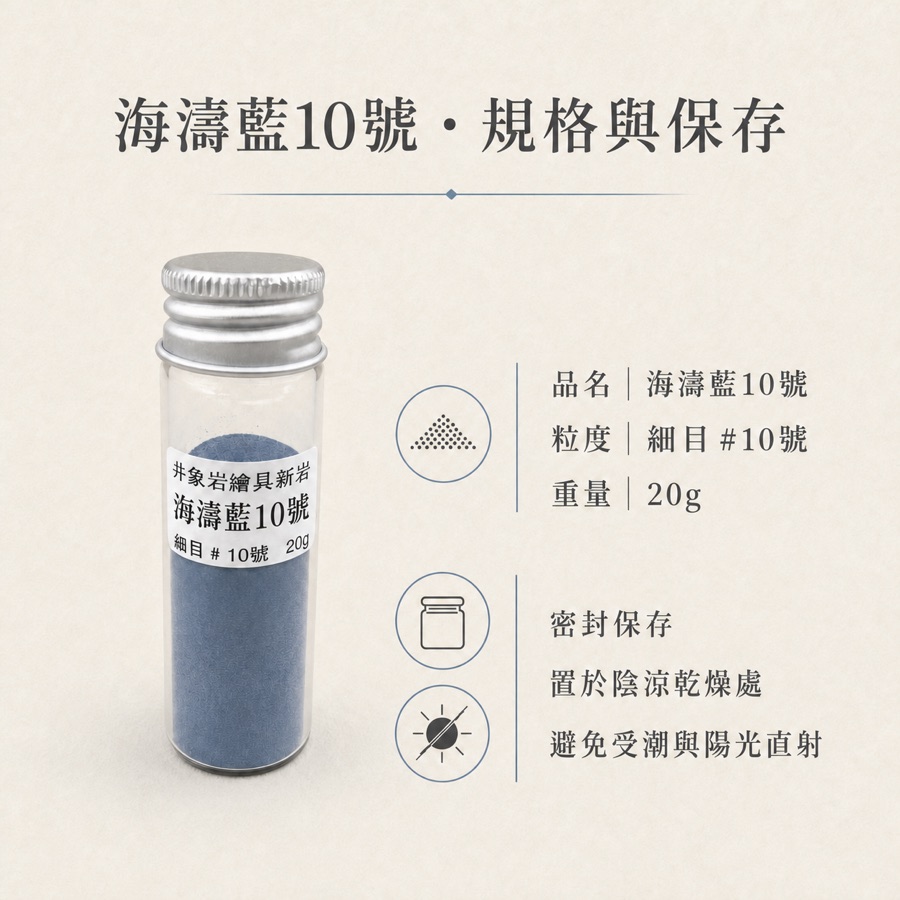 海濤藍10號・規格與保存
井象岩繪具新岩
海濤藍10號
細目 # 10號 20g
品名｜海濤藍10號
粒度｜細目 #10號
重量｜20g
密封保存
置於陰涼乾燥處
避免受潮與陽光直射